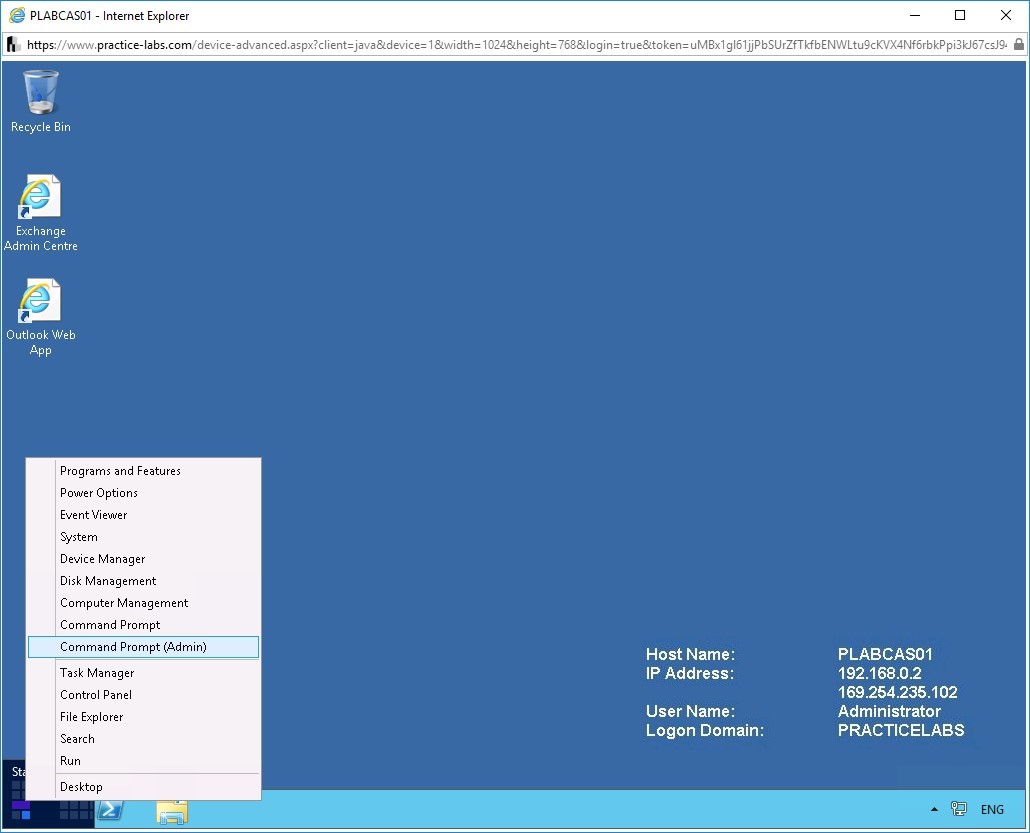 PLABCAS01 - Internet Explorer
https://www.practice-labs.com/device-advanced.aspx?client=java&device=1&width=1024&height=768&login=true&token=
Recycle Bin
Exchange
Admin Centre
Outlook Web
App
Programs and Features
Power Options
Event Viewer
System
Device Manager
Disk Management
Computer Management
Command Prompt
Command Prompt (Admin)
Task Manager
Control Panel
File Explorer
Search
Run
Desktop
Sta
Host Name: PLABCAS01
IP Address: 192.168.0.2
169.254.235.102
User Name: Administrator
Logon Domain: PRACTICELABS
ENG